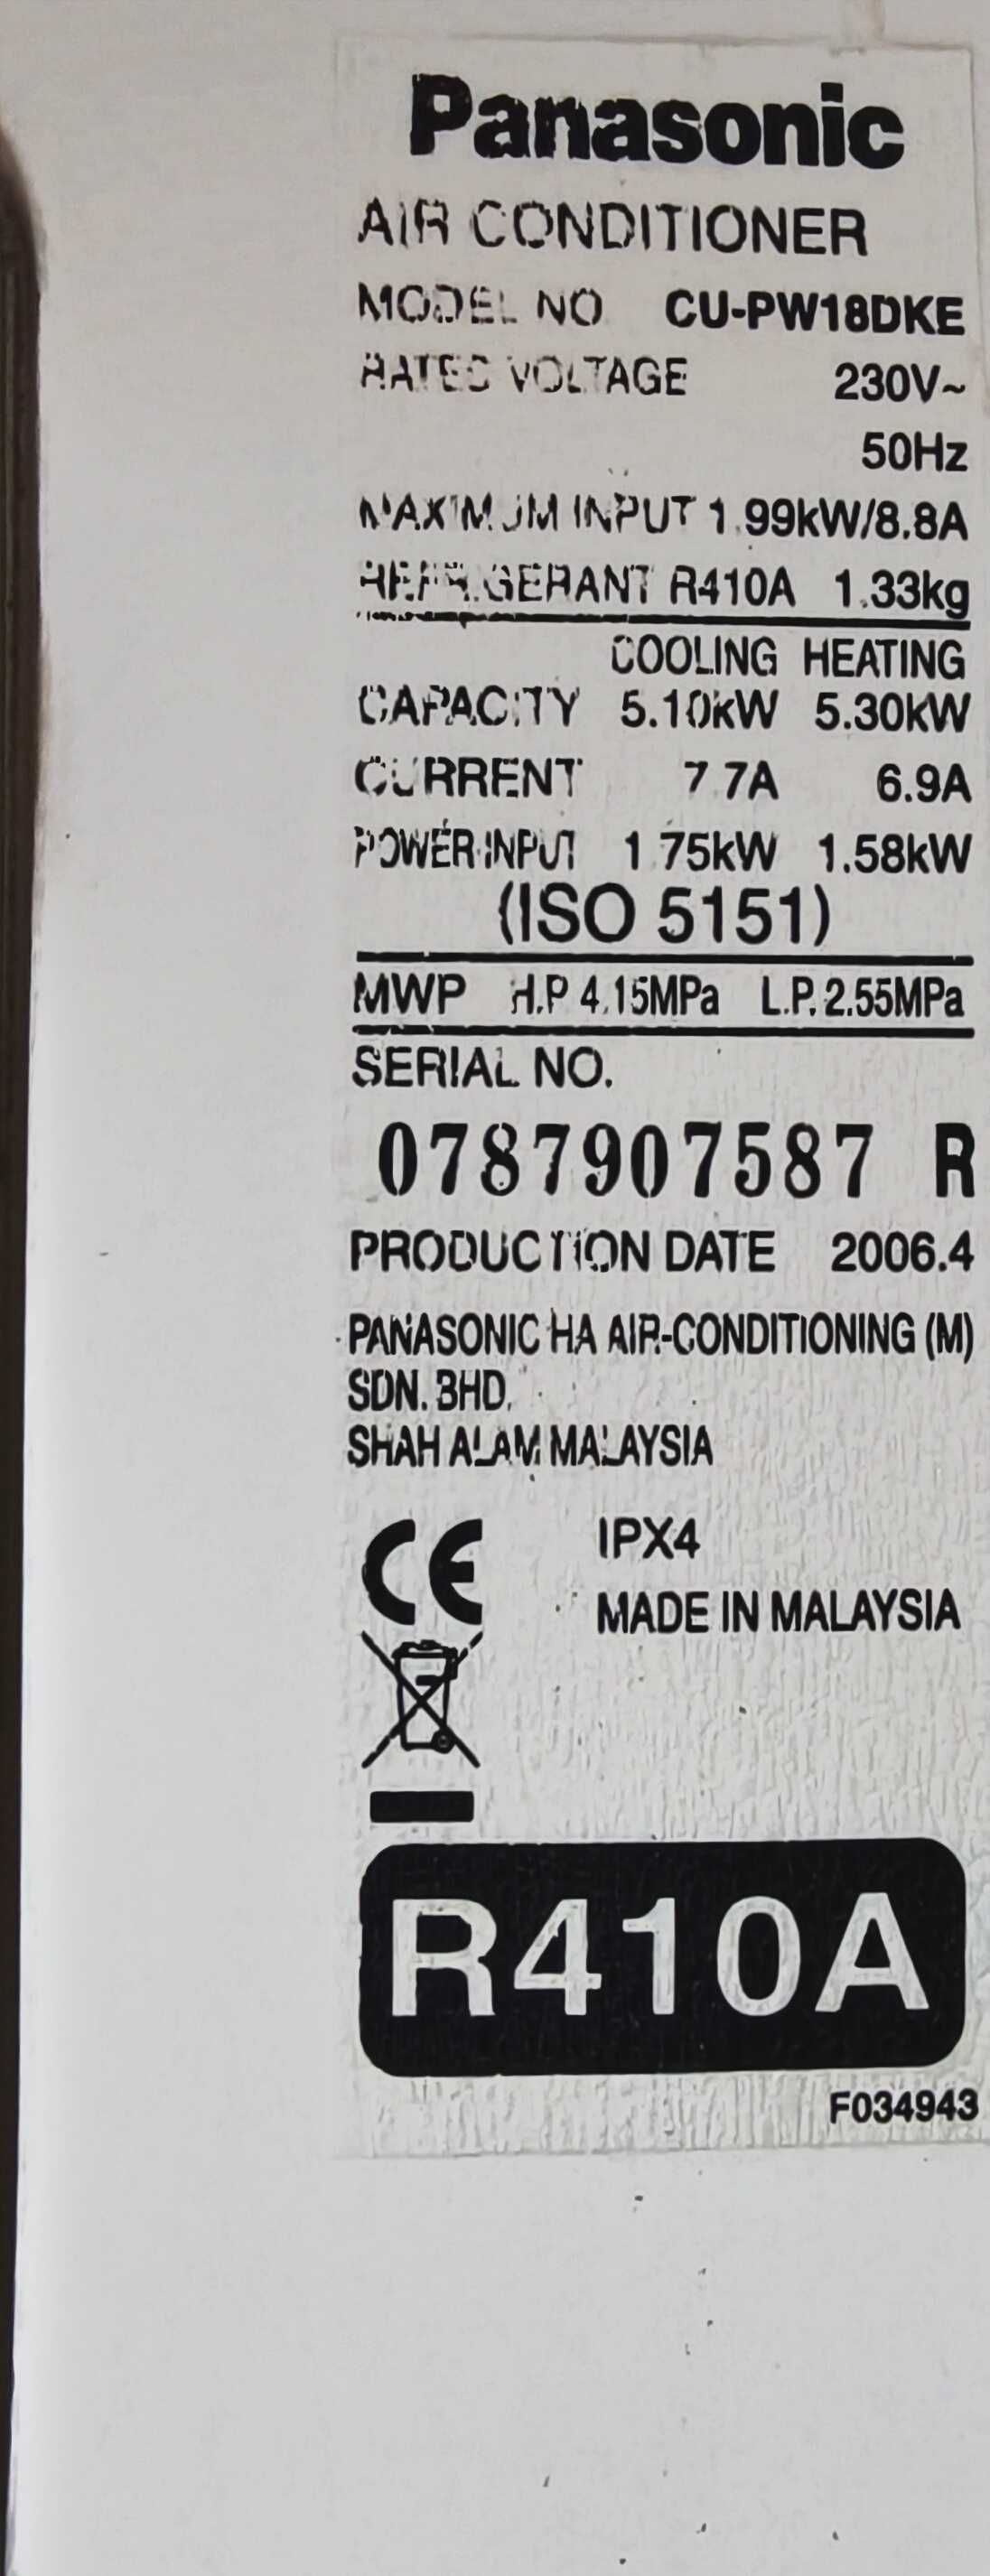 Panasonic
AIR CONDITIONER
MODEL NO CU-PW18DKE
RATED VOLTAGE 230V~
50Hz
MAXIMUM INPUT 1.99kW/8.8A
REFRIGERANT R410A 1.33kg
COOLING HEATING
CAPACITY 5.10kW 5.30kW
CURRENT 7.7A 6.9A
POWER INPUT 1.75kW 1.58kW
(ISO 5151)
MWP H.P 4.15MPa L.P. 2.55MPa
SERIAL NO.
0787907587 R
PRODUCTION DATE 2006.4
PANASONIC HA AIR-CONDITIONING (M)
SDN. BHD.
SHAH ALAM MALAYSIA
CE IPX4
MADE IN MALAYSIA
R410A
F034943